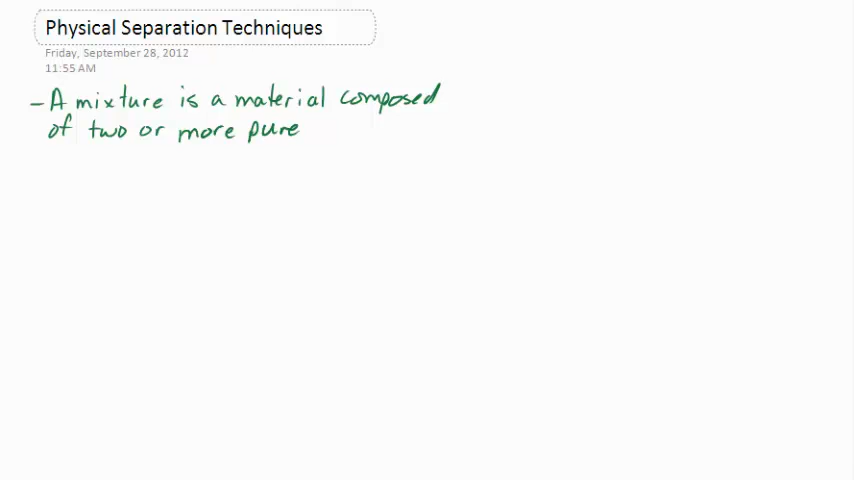 Physical Separation Techniques
Friday, September 28, 2012
11:55 AM
- A mixture is a material composed
of two or more pure